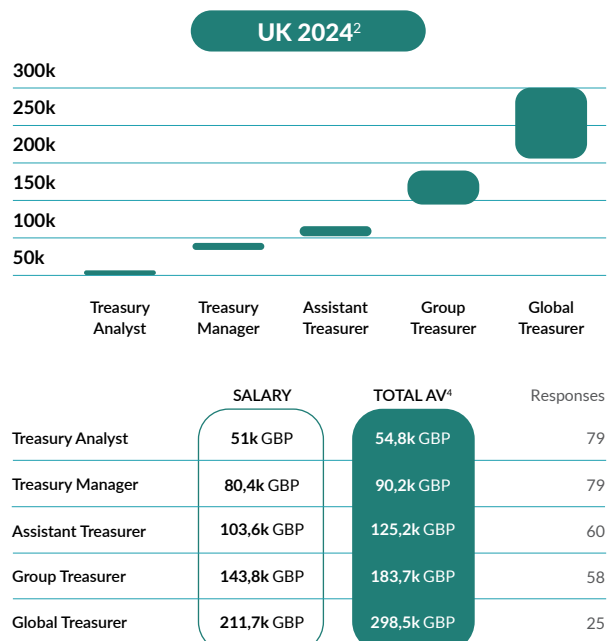 UK 2024²
300k
250k
200k
150k
100k
50k
Treasury Analyst
Treasury Manager
Assistant Treasurer
Group Treasurer
Global Treasurer
SALARY TOTAL AV⁴ Responses
Treasury Analyst 51k GBP 54,8k GBP 79
Treasury Manager 80,4k GBP 90,2k GBP 79
Assistant Treasurer 103,6k GBP 125,2k GBP 60
Group Treasurer 143,8k GBP 183,7k GBP 58
Global Treasurer 211,7k GBP 298,5k GBP 25